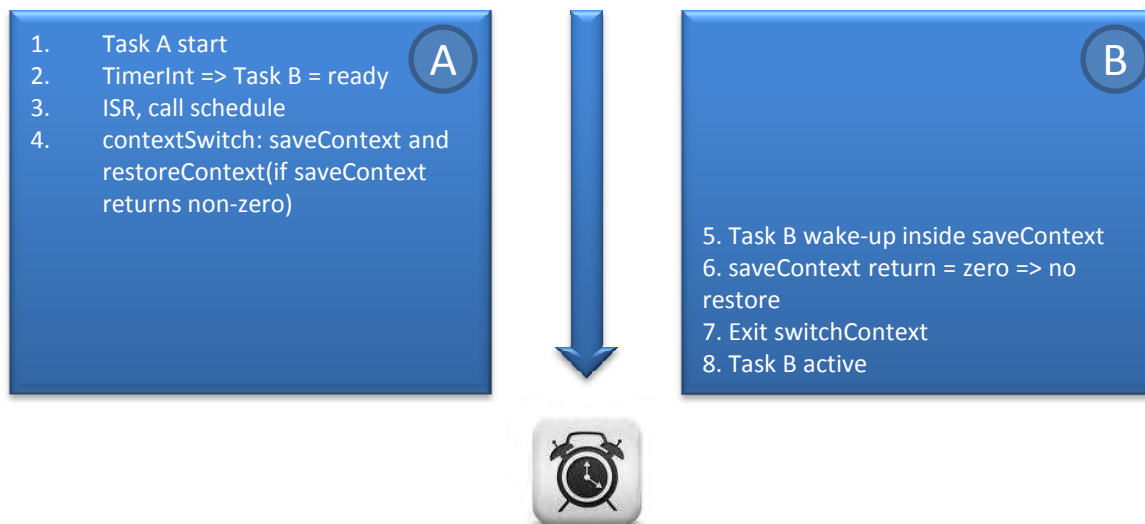 A
1. Task A start
2. TimerInt => Task B = ready
3. ISR, call schedule
4. contextSwitch: saveContext and
restoreContext(if saveContext
returns non-zero)
B
5. Task B wake-up inside saveContext
6. saveContext return = zero => no
restore
7. Exit switchContext
8. Task B active